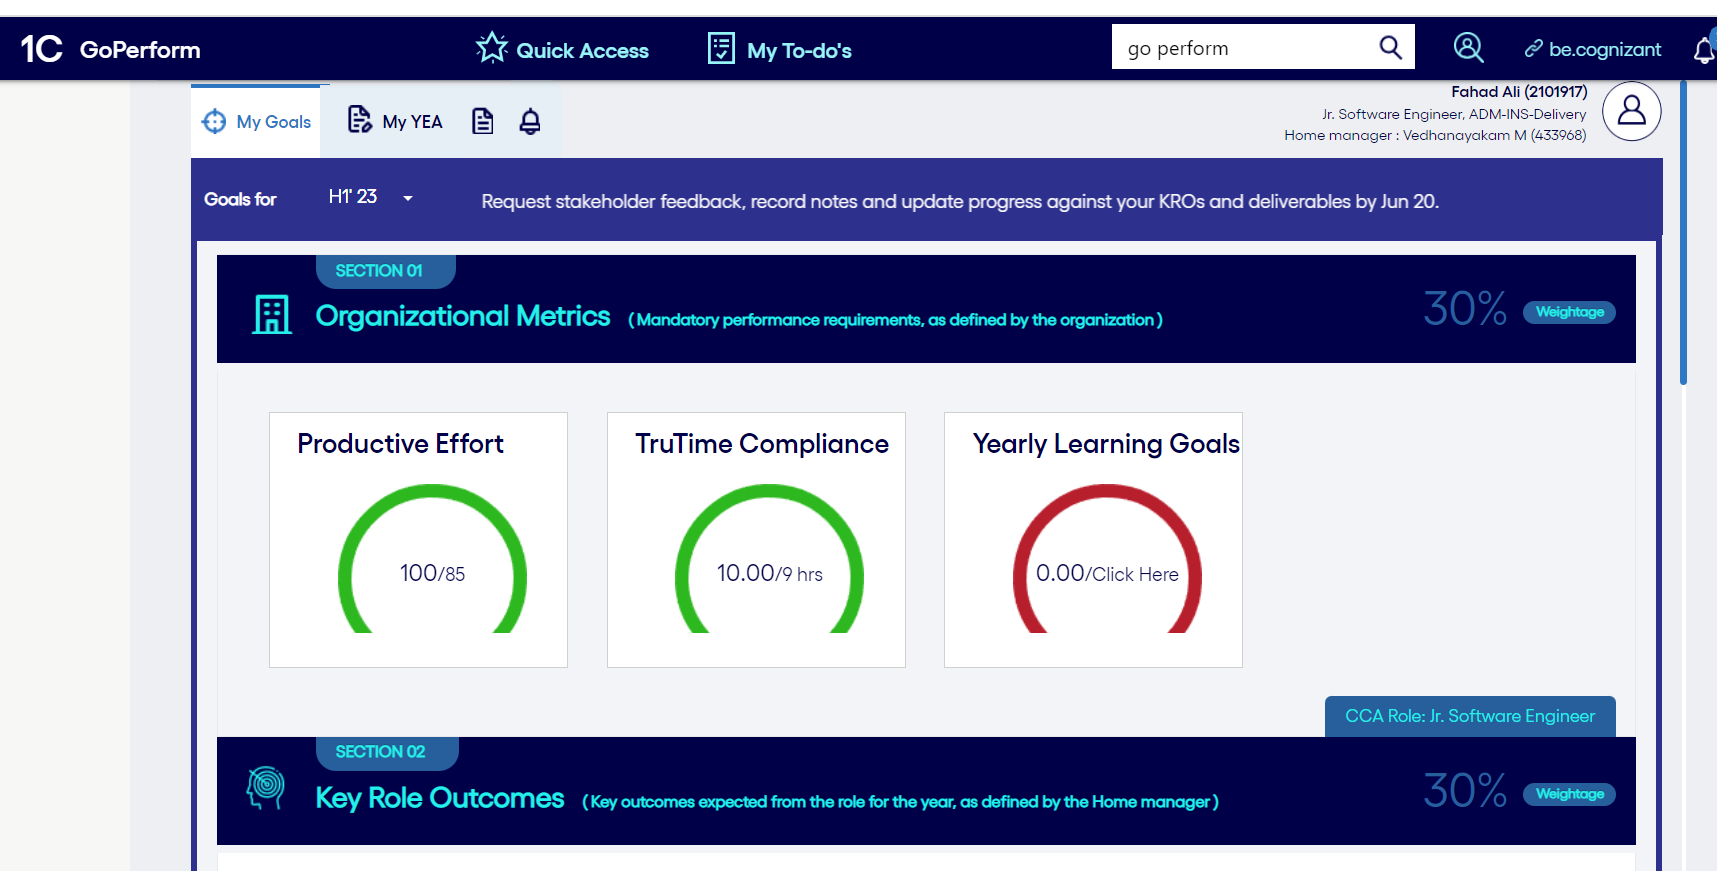 1C GoPerform
Quick Access
My To-do's
go perform
be.cognizant
My Goals
My YEA
Fahad Ali (2101917)
Jr. Software Engineer, ADM-INS-Delivery
Home manager : Vedhanayakam M (433968)
Goals for
H1' 23
Request stakeholder feedback, record notes and update progress against your KROs and deliverables by Jun 20.
SECTION 01
Organizational Metrics (Mandatory performance requirements, as defined by the organization)
30% Weightage
Productive Effort
100/85
TruTime Compliance
10.00/9 hrs
Yearly Learning Goals
0.00/Click Here
CCA Role: Jr. Software Engineer
SECTION 02
Key Role Outcomes (Key outcomes expected from the role for the year, as defined by the Home manager)
30% Weightage